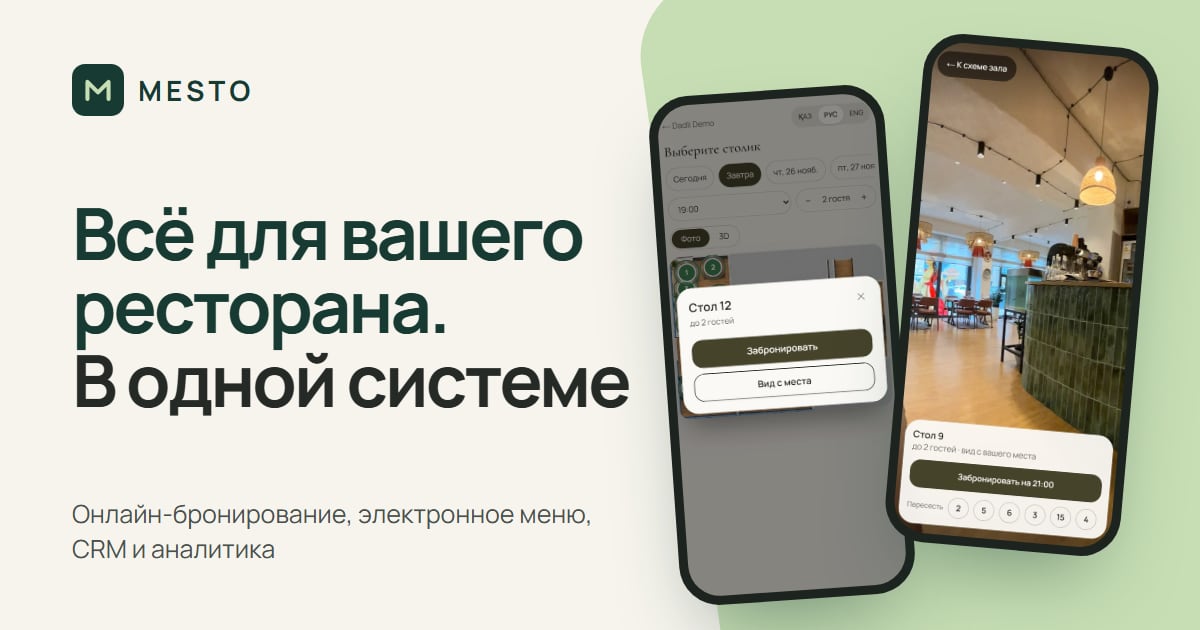 MESTO
Всё для вашего
ресторана.
В одной системе
Онлайн-бронирование, электронное меню,
CRM и аналитика
← Dadli Demo
ҚАЗ РУС ENG
Выберите столик
Сегодня Завтра чт, 26 нояб. пт, 27 ноя
19:00 − 2 гостя +
Фото 3D
1 2
Стол 12 ×
до 2 гостей
Забронировать
Вид с места
← К схеме зала
Стол 9
до 2 гостей · вид с вашего места
Забронировать на 21:00
Пересесть 2 5 6 3 15 4